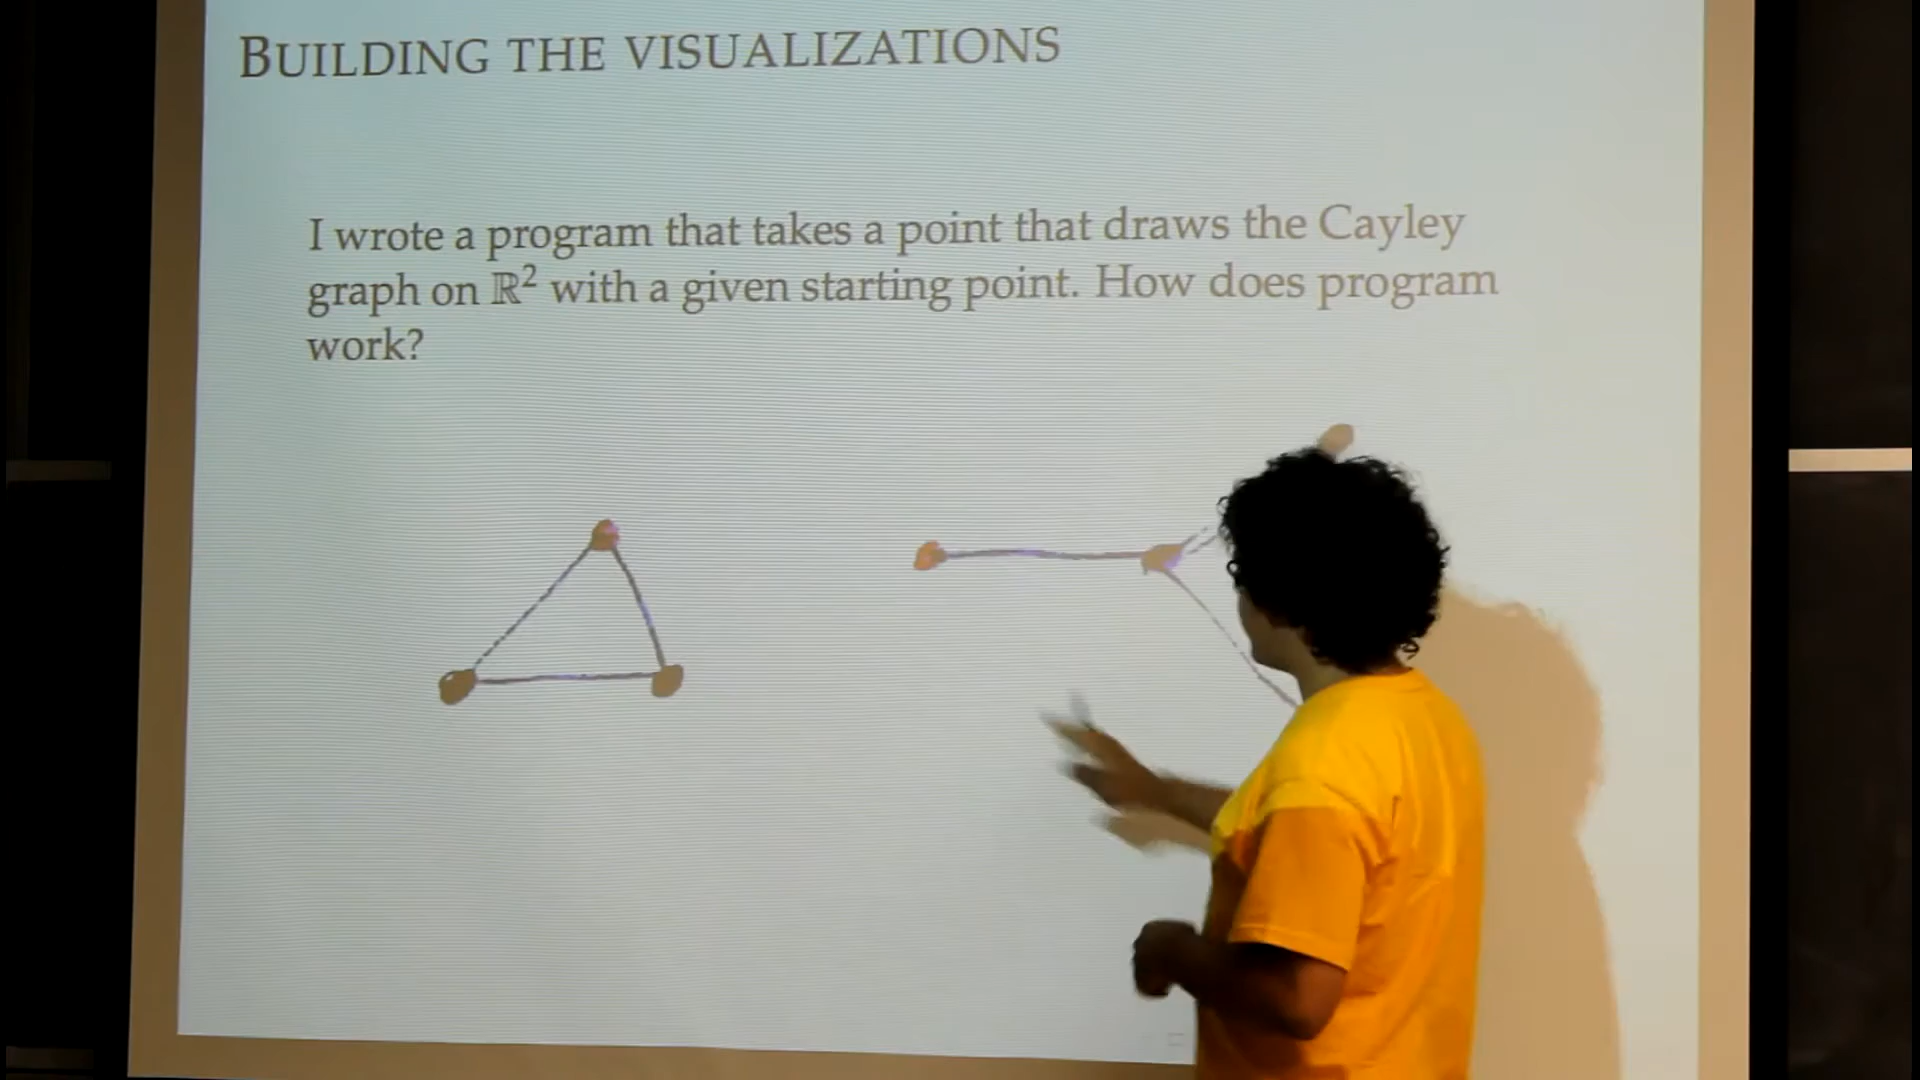 BUILDING THE VISUALIZATIONS
I wrote a program that takes a point that draws the Cayley
graph on ℝ² with a given starting point. How does program
work?